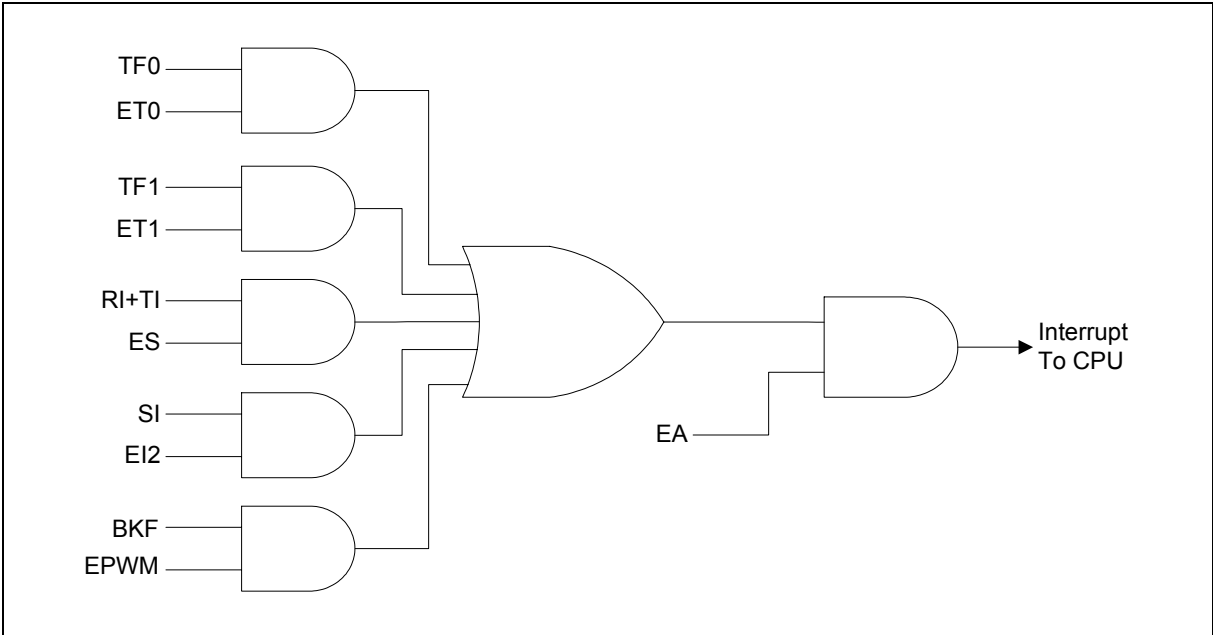 TF0
ET0
TF1
ET1
RI+TI
ES
SI
EI2
BKF
EPWM
EA
Interrupt
To CPU